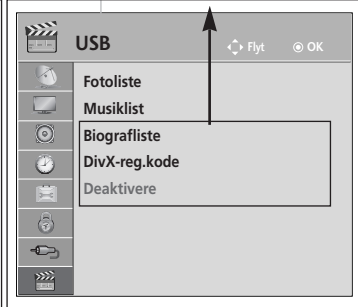 USB
Flyt OK
Fotoliste
Musiklist
Biografliste
DivX-reg.kode
Deaktivere